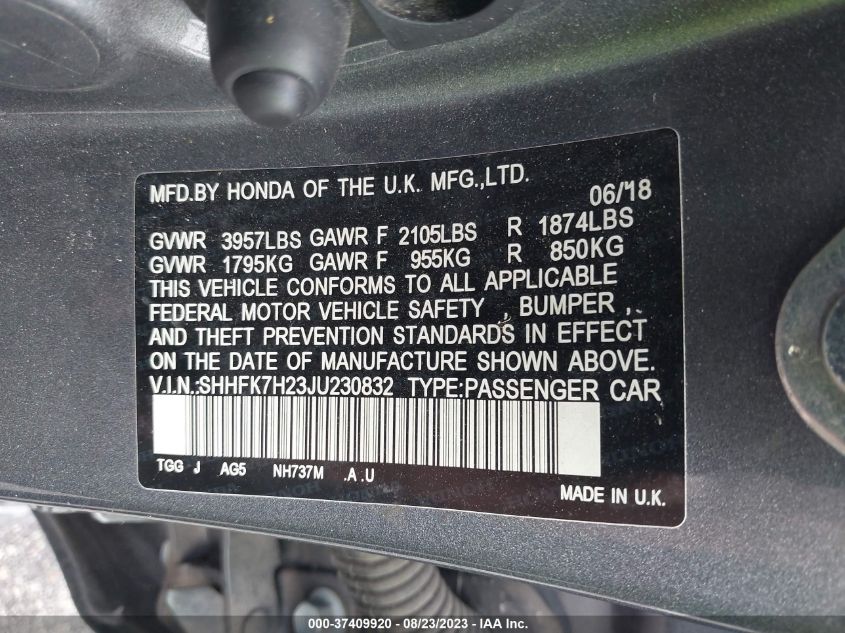 MFD.BY HONDA OF THE U.K. MFG.,LTD.
06/'18
GVWR 3957LBS GAWR F 2105LBS R 1874LBS
GVWR 1795KG GAWR F 955KG R 850KG
THIS VEHICLE CONFORMS TO ALL APPLICABLE
FEDERAL MOTOR VEHICLE SAFETY , BUMPER ,
AND THEFT PREVENTION STANDARDS IN EFFECT
ON THE DATE OF MANUFACTURE SHOWN ABOVE.
V.I.N.:SHHFK7H23JU230832 TYPE:PASSENGER CAR
TGG J AG5 NH737M .A .U
MADE IN U.K.
000-37409920 / 08/23/2023 - © IAA, Inc.